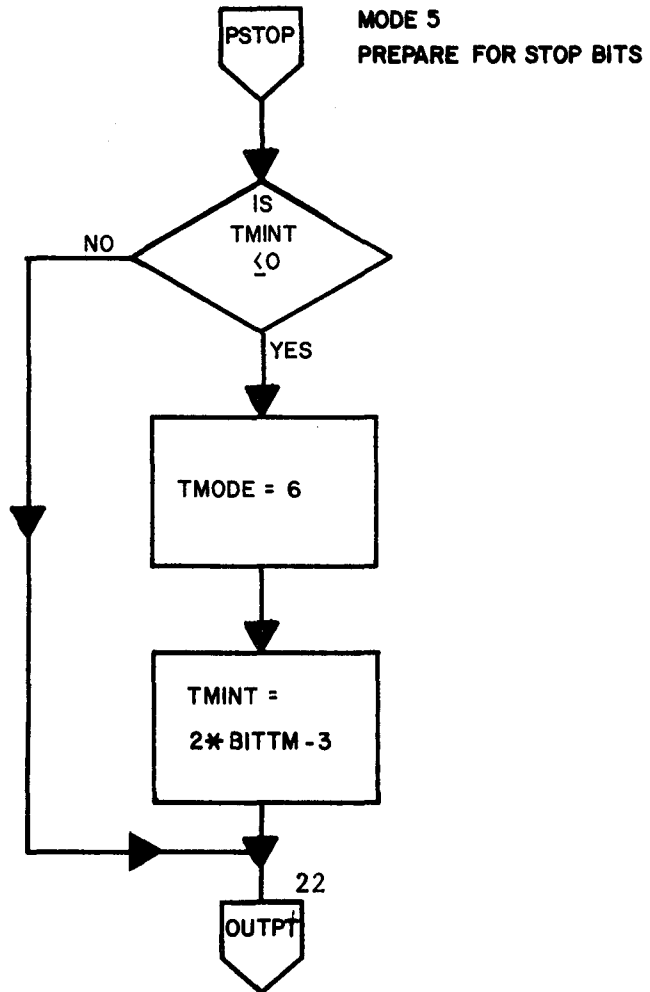 PSTOP
MODE 5
PREPARE FOR STOP BITS
IS
TMINT
≤0
NO
YES
TMODE = 6
TMINT =
2* BITTM - 3
22
OUTPT